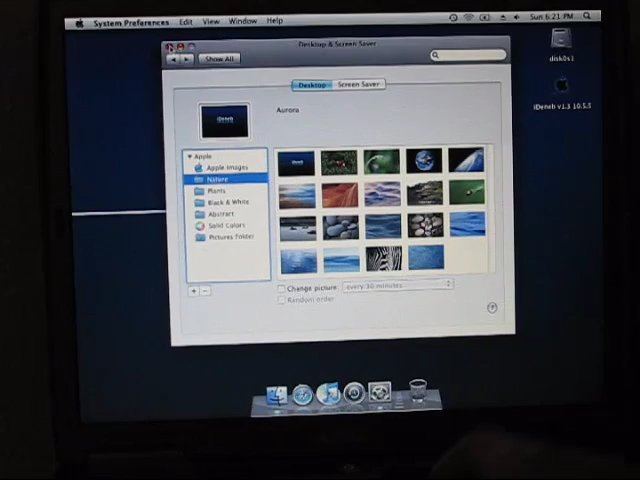 System Preferences Edit View Window Help
Sun 6:21 PM
Desktop & Screen Saver
Show All
Desktop Screen Saver
Aurora
iDeneb
Apple
Apple Images
Nature
Plants
Black & White
Abstract
Solid Colors
Pictures Folder
Change picture: every 30 minutes
Random order
?
disk0s1
iDeneb v1.3 10.5.5